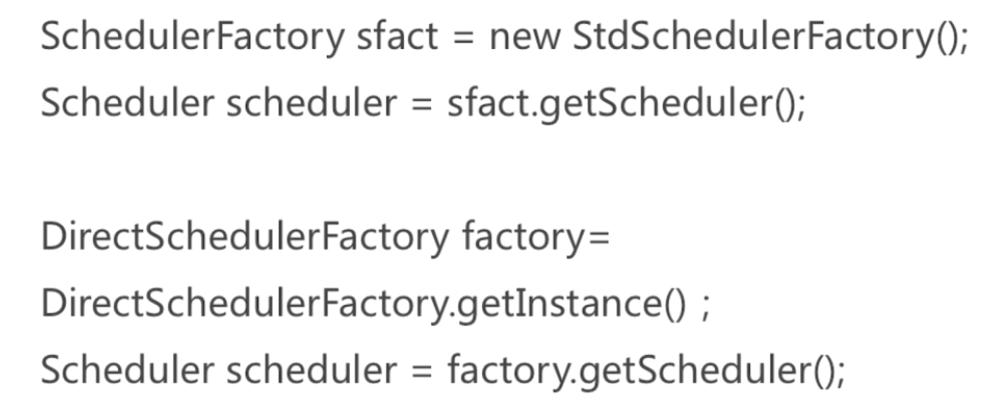 SchedulerFactory sfact = new StdSchedulerFactory();
Scheduler scheduler = sfact.getScheduler();
DirectSchedulerFactory factory=
DirectSchedulerFactory.getInstance() ;
Scheduler scheduler = factory.getScheduler();